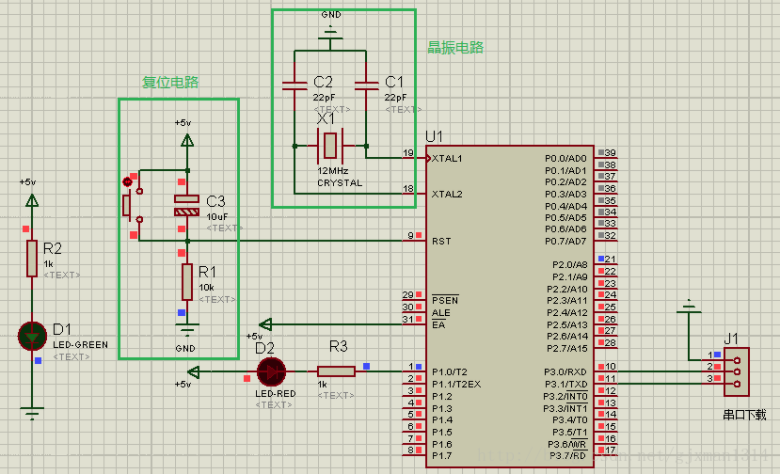 GND
晶振电路
C2
22pF
<TEXT>
C1
22pF
<TEXT>
X1
12MHz
CRYSTAL
复位电路
+5v
C3
10uF
<TEXT>
R1
10k
<TEXT>
GND
+5v
R2
1k
<TEXT>
D1
LED-GREEN
<TEXT>
+5v
D2
+5v
LED-RED
<TEXT>
R3
1k
<TEXT>
U1
19 XTAL1
18 XTAL2
9 RST
29 PSEN
30 ALE
31 EA
1 P1.0/T2
2 P1.1/T2EX
3 P1.2
4 P1.3
5 P1.4
6 P1.5
7 P1.6
8 P1.7
P0.0/AD0 39
P0.1/AD1 38
P0.2/AD2 37
P0.3/AD3 36
P0.4/AD4 35
P0.5/AD5 34
P0.6/AD6 33
P0.7/AD7 32
P2.0/A8 21
P2.1/A9 22
P2.2/A10 23
P2.3/A11 24
P2.4/A12 25
P2.5/A13 26
P2.6/A14 27
P2.7/A15 28
P3.0/RXD 10
P3.1/TXD 11
P3.2/INT0 12
P3.3/INT1 13
P3.4/T0 14
P3.5/T1 15
P3.6/WR 16
P3.7/RD 17
J1
1
2
3
串口下载